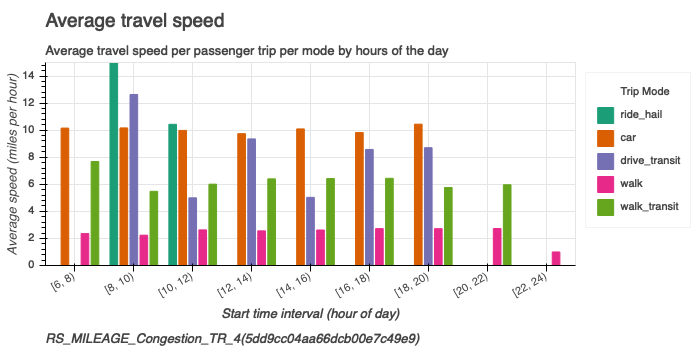 Average travel speed
Average travel speed per passenger trip per mode by hours of the day
Average speed (miles per hour)
14
12
10
8
6
4
2
0
[6, 8)
[8, 10)
[10, 12)
[12, 14)
[14, 16)
[16, 18)
[18, 20)
[20, 22)
[22, 24)
Start time interval (hour of day)
RS_MILEAGE_Congestion_TR_4(5dd9cc04aa66dcb00e7c49e9)
Trip Mode
ride_hail
car
drive_transit
walk
walk_transit